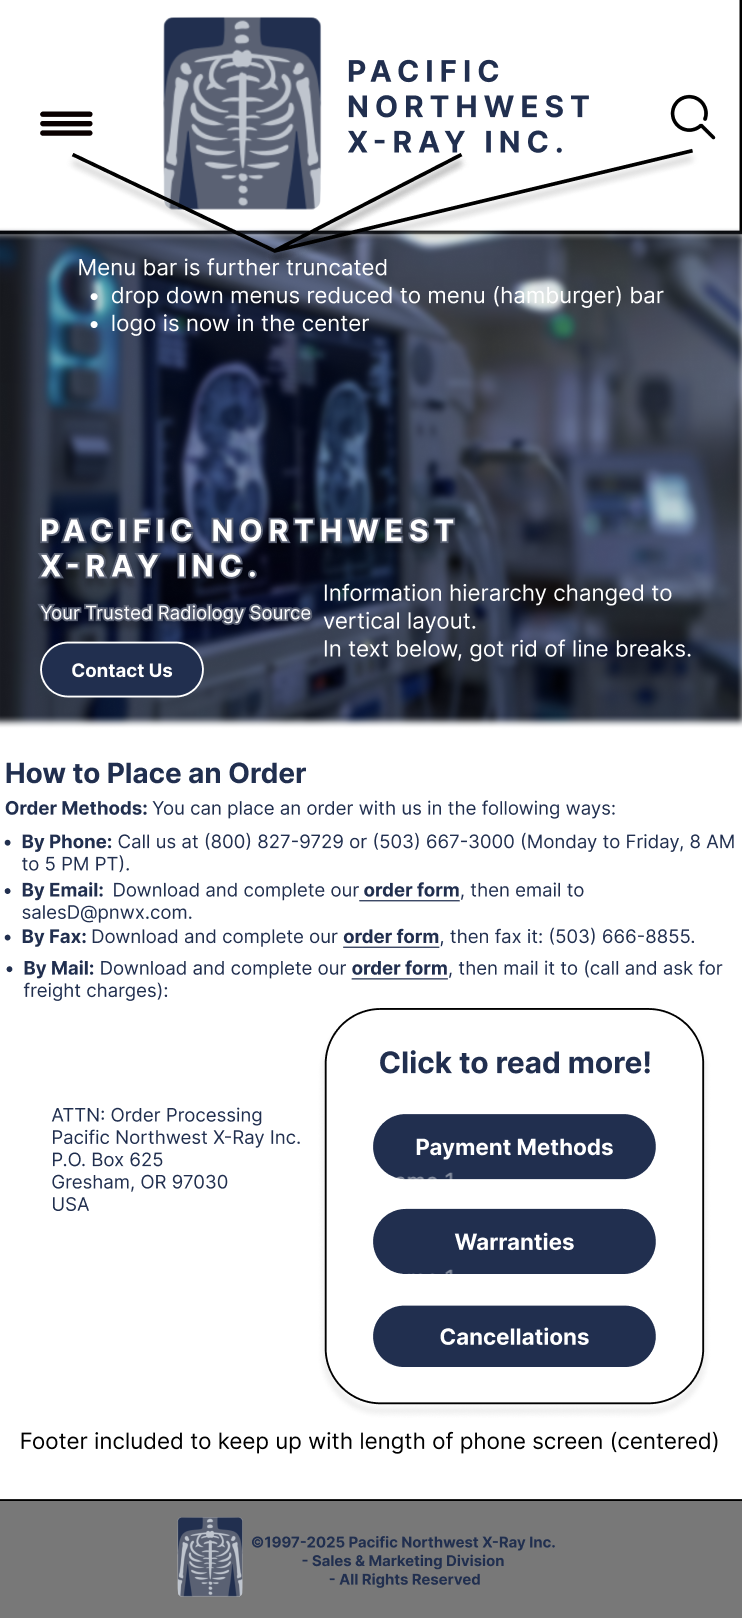 PACIFIC
NORTHWEST
X-RAY INC.
Menu bar is further truncated
• drop down menus reduced to menu (hamburger) bar
• logo is now in the center
PACIFIC NORTHWEST
X-RAY INC.
Your Trusted Radiology Source
Contact Us
Information hierarchy changed to
vertical layout.
In text below, got rid of line breaks.
How to Place an Order
Order Methods: You can place an order with us in the following ways:
• By Phone: Call us at (800) 827-9729 or (503) 667-3000 (Monday to Friday, 8 AM
to 5 PM PT).
• By Email: Download and complete our order form, then email to
salesD@pnwx.com.
• By Fax: Download and complete our order form, then fax it: (503) 666-8855.
• By Mail: Download and complete our order form, then mail it to (call and ask for
freight charges):
ATTN: Order Processing
Pacific Northwest X-Ray Inc.
P.O. Box 625
Gresham, OR 97030
USA
Click to read more!
Payment Methods
Warranties
Cancellations
Footer included to keep up with length of phone screen (centered)
©1997-2025 Pacific Northwest X-Ray Inc.
- Sales & Marketing Division
- All Rights Reserved